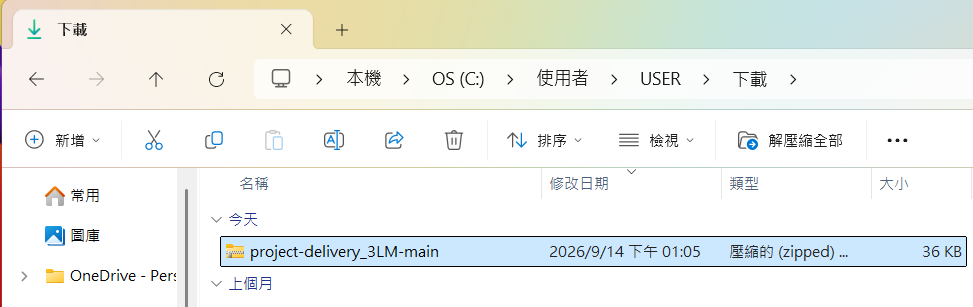 下載
本機 OS (C:) 使用者 USER 下載
新增 排序 檢視 解壓縮全部
名稱 修改日期 類型 大小
常用
今天
圖庫
project-delivery_3LM-main 2026/9/14 下午 01:05 壓縮的 (zipped) ... 36 KB
OneDrive - Pers
上個月